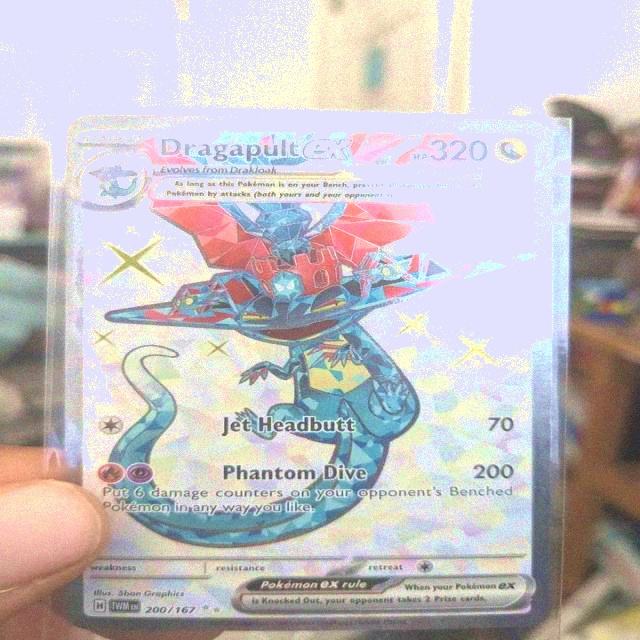 Dragapult ex HP 320
Evolves from Drakloak
As long as this Pokémon is on your Bench,
Pokémon by attacks (both yours and your
Jet Headbutt 70
Phantom Dive 200
Put 6 damage counters on your opponent's Benched
Pokémon in any way you like.
weakness resistance retreat
Pokémon ex rule When your Pokémon ex
is Knocked Out, your opponent takes 2 Prize cards.
Illus. 5ban Graphics
H TWM EN 200/167